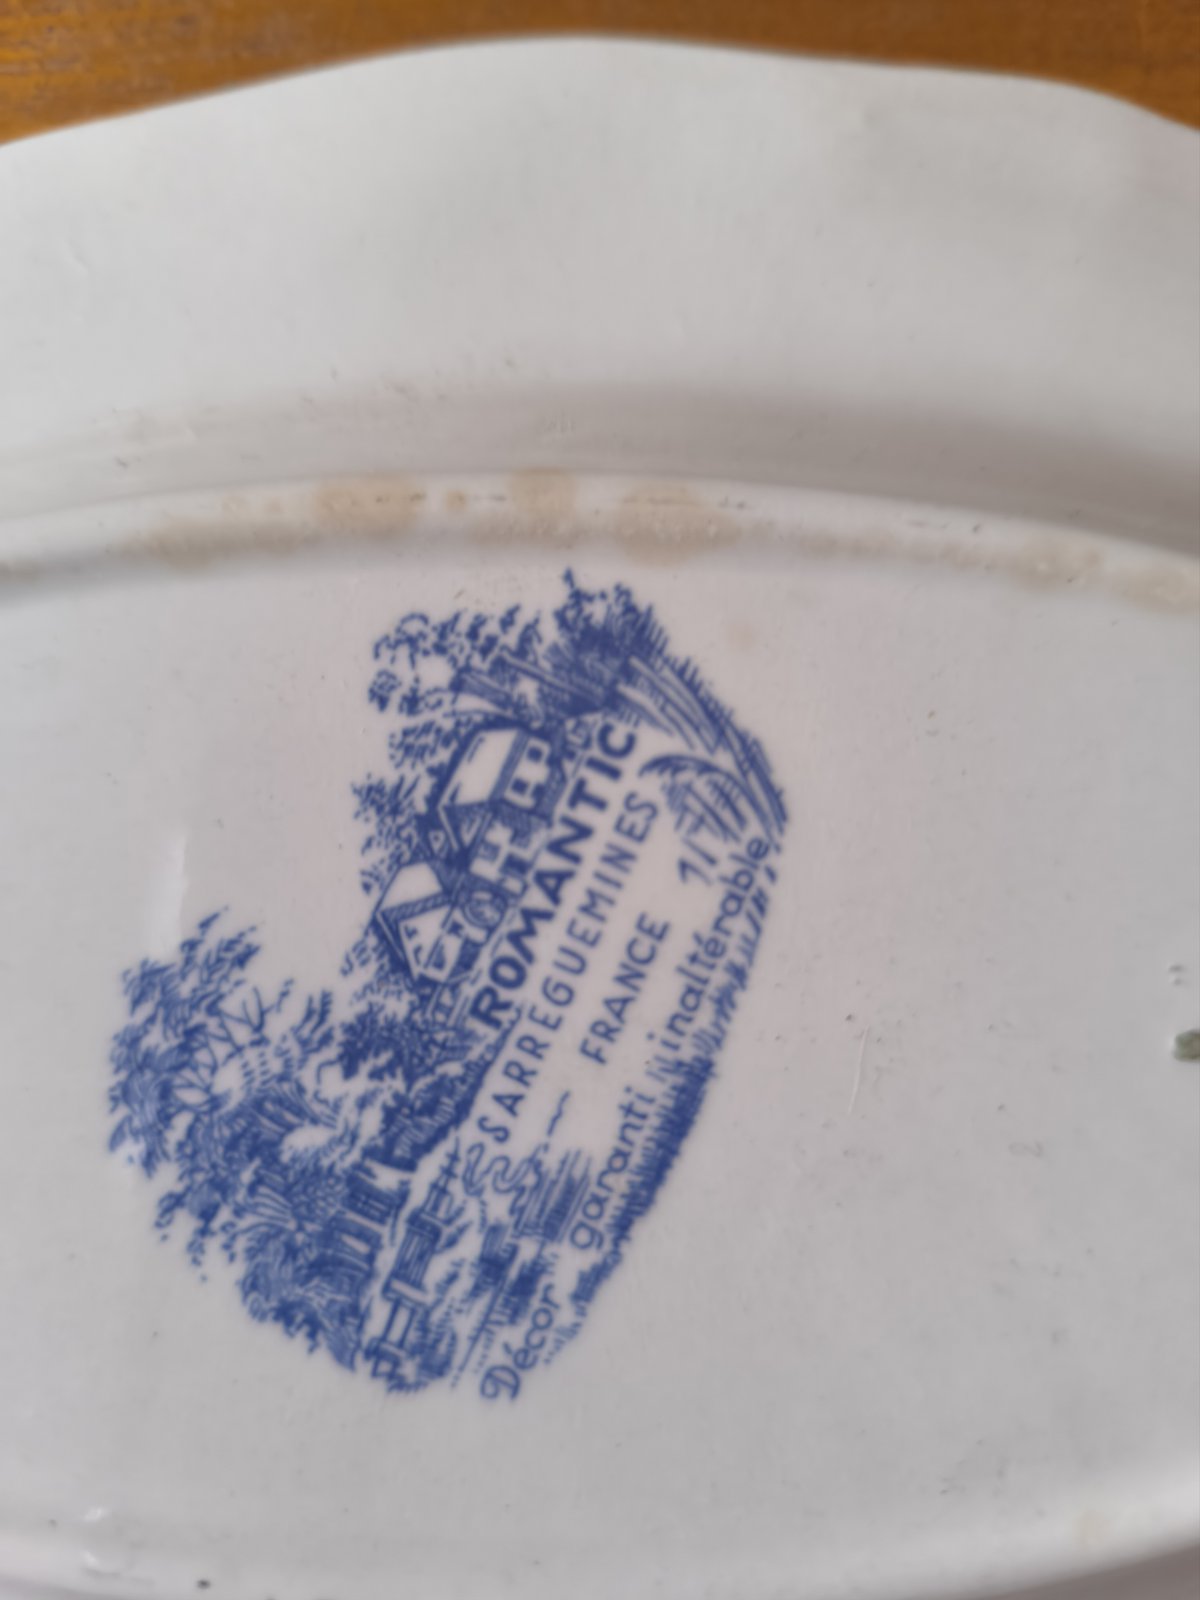 ROMANTIC
SARREGUEMINES
FRANCE
Décor garanti inaltérable